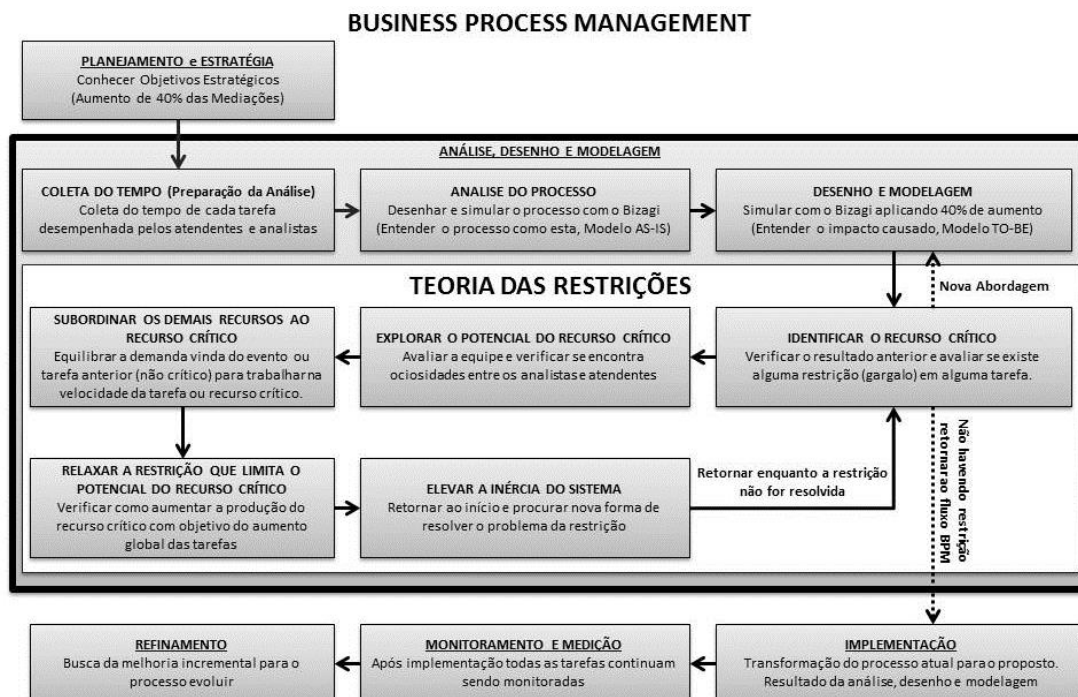 BUSINESS PROCESS MANAGEMENT
PLANEJAMENTO e ESTRATÉGIA
Conhecer Objetivos Estratégicos
(Aumento de 40% das Mediações)
ANÁLISE, DESENHO E MODELAGEM
COLETA DO TEMPO (Preparação da Análise)
Coleta do tempo de cada tarefa
desempenhada pelos atendentes e analistas
ANALISE DO PROCESSO
Desenhar e simular o processo com o Bizagi
(Entender o processo como esta, Modelo AS-IS)
DESENHO E MODELAGEM
Simular com o Bizagi aplicando 40% de aumento
(Entender o impacto causado, Modelo TO-BE)
TEORIA DAS RESTRIÇÕES
Nova Abordagem
SUBORDINAR OS DEMAIS RECURSOS AO
RECURSO CRÍTICO
Equilibrar a demanda vinda do evento ou
tarefa anterior (não crítico) para trabalhar na
velocidade da tarefa ou recurso crítico.
EXPLORAR O POTENCIAL DO RECURSO CRÍTICO
Avaliar a equipe e verificar se encontra
ociosidades entre os analistas e atendentes
IDENTIFICAR O RECURSO CRÍTICO
Verificar o resultado anterior e avaliar se existe
alguma restrição (gargalo) em alguma tarefa.
RELAXAR A RESTRIÇÃO QUE LIMITA O
POTENCIAL DO RECURSO CRÍTICO
Verificar como aumentar a produção do
recurso crítico com objetivo do aumento
global das tarefas
ELEVAR A INÉRCIA DO SISTEMA
Retornar ao início e procurar nova forma de
resolver o problema da restrição
Retornar enquanto a restrição
não for resolvida
Não havendo restrição
retornar ao fluxo BPM
REFINAMENTO
Busca da melhoria incremental para o
processo evoluir
MONITORAMENTO E MEDIÇÃO
Após implementação todas as tarefas continuam
sendo monitoradas
IMPLEMENTAÇÃO
Transformação do processo atual para o proposto.
Resultado da análise, desenho e modelagem